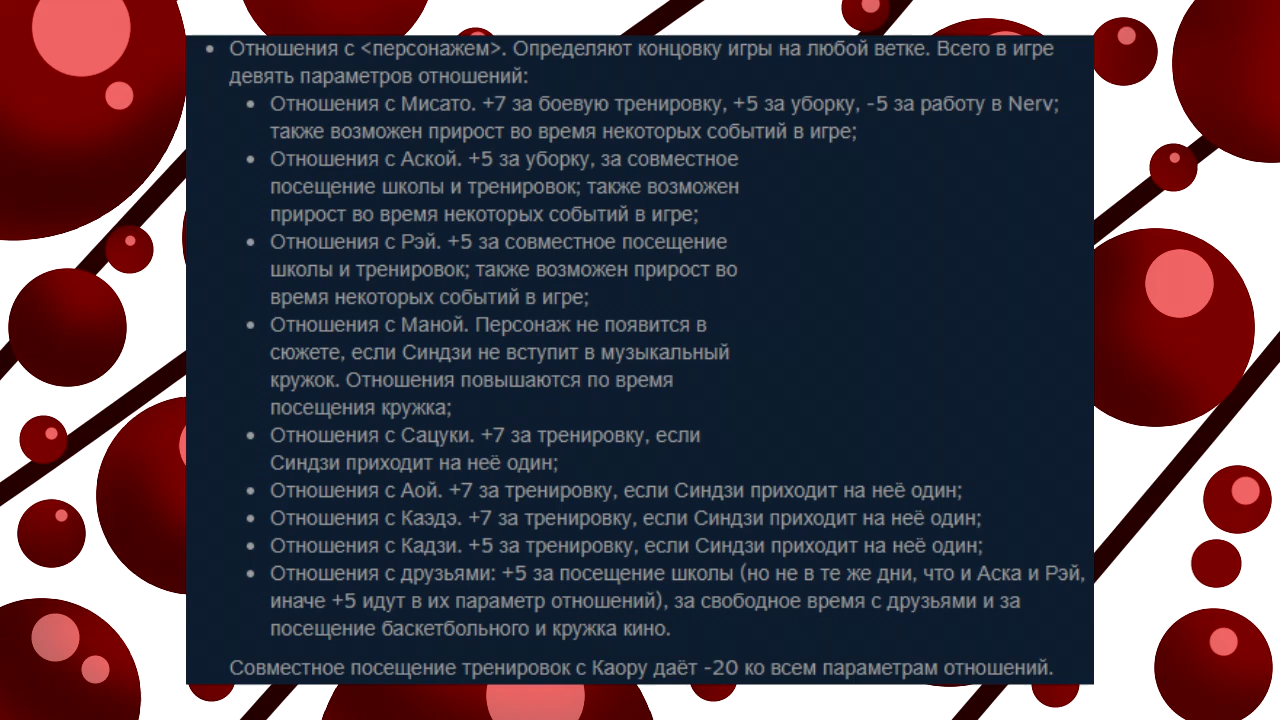 • Отношения с <персонажем>. Определяют концовку игры на любой ветке. Всего в игре
девять параметров отношений:
• Отношения с Мисато. +7 за боевую тренировку, +5 за уборку, -5 за работу в Nerv;
также возможен прирост во время некоторых событий в игре;
• Отношения с Аской. +5 за уборку, за совместное
посещение школы и тренировок; также возможен
прирост во время некоторых событий в игре;
• Отношения с Рэй. +5 за совместное посещение
школы и тренировок; также возможен прирост во
время некоторых событий в игре;
• Отношения с Маной. Персонаж не появится в
сюжете, если Синдзи не вступит в музыкальный
кружок. Отношения повышаются по время
посещения кружка;
• Отношения с Сацуки. +7 за тренировку, если
Синдзи приходит на неё один;
• Отношения с Аой. +7 за тренировку, если Синдзи приходит на неё один;
• Отношения с Каэдэ. +7 за тренировку, если Синдзи приходит на неё один;
• Отношения с Кадзи. +5 за тренировку, если Синдзи приходит на неё один;
• Отношения с друзьями: +5 за посещение школы (но не в те же дни, что и Аска и Рэй,
иначе +5 идут в их параметр отношений), за свободное время с друзьями и за
посещение баскетбольного и кружка кино.
Совместное посещение тренировок с Каору даёт -20 ко всем параметрам отношений.